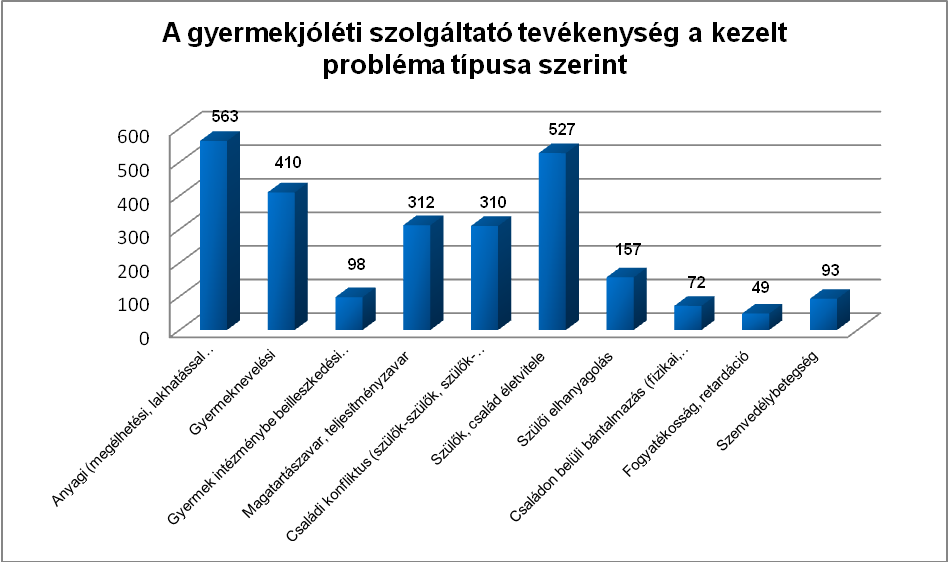 A gyermekjóléti szolgáltató tevékenység a kezelt
probléma típusa szerint
600
500
400
300
200
100
0
563
410
98
312
310
527
157
72
49
93
Anyagi (megélhetési, lakhatással..
Gyermeknevelési
Gyermek intézménybe beilleszkedési..
Magatartászavar, teljesítményzavar
Családi konfliktus (szülők-szülők, szülők-...
Szülők, család életvitele
Szülői elhanyagolás
Családon belüli bántalmazás (fizikai...
Fogyatékosság, retardáció
Szenvedélybetegség